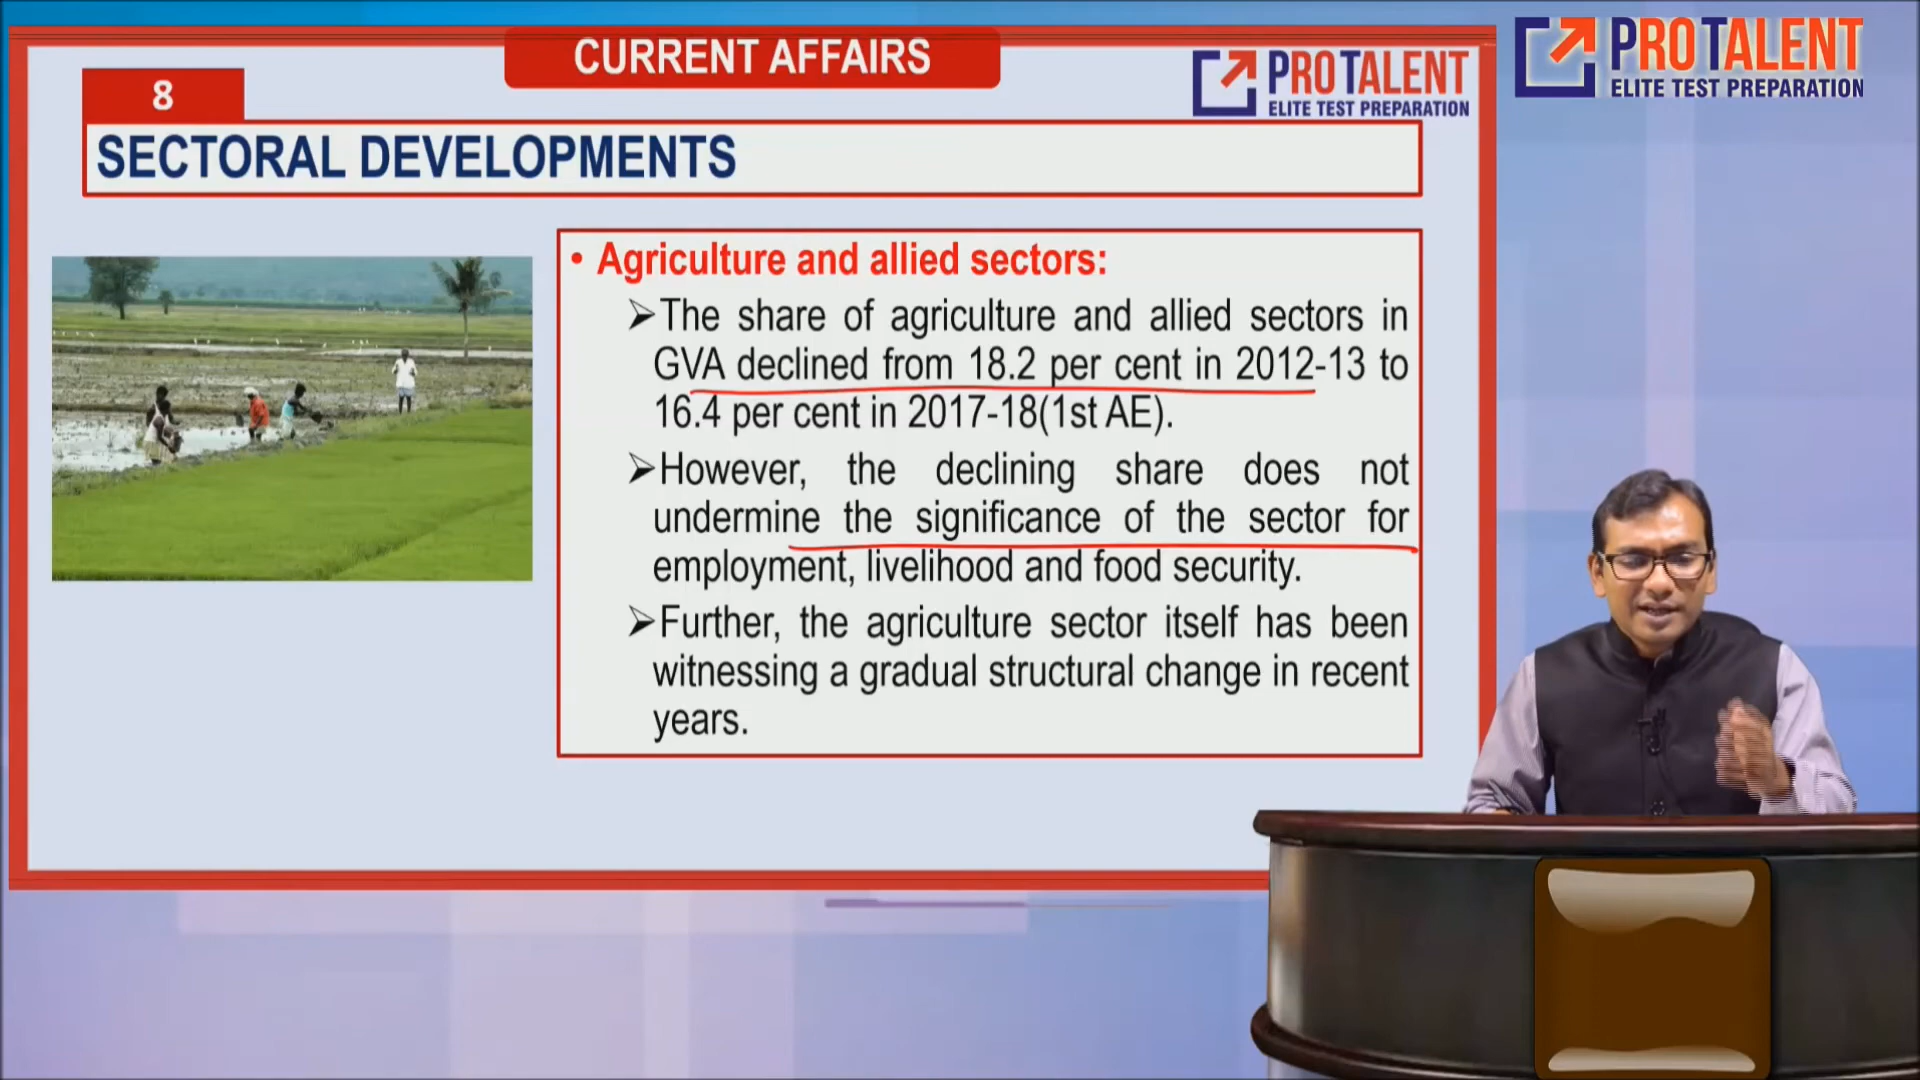 CURRENT AFFAIRS
PROTALENT
ELITE TEST PREPARATION
PROTALENT
ELITE TEST PREPARATION
8
SECTORAL DEVELOPMENTS
• Agriculture and allied sectors:
➢The share of agriculture and allied sectors in
GVA declined from 18.2 per cent in 2012-13 to
16.4 per cent in 2017-18(1st AE).
➢However, the declining share does not
undermine the significance of the sector for
employment, livelihood and food security.
➢Further, the agriculture sector itself has been
witnessing a gradual structural change in recent
years.